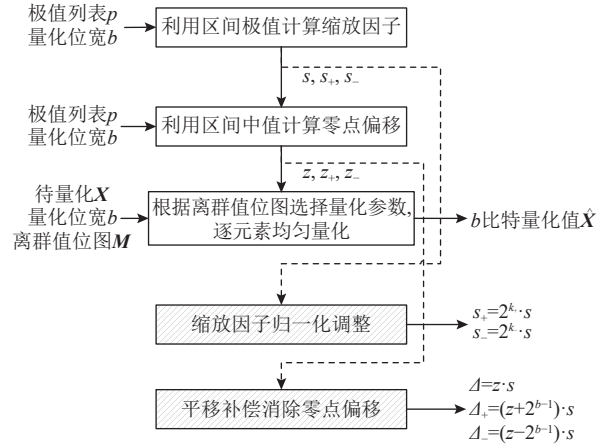 极值列表p
量化位宽b
利用区间极值计算缩放因子
s, s₊, s₋
极值列表p
量化位宽b
利用区间中值计算零点偏移
z, z₊, z₋
待量化X
量化位宽b
离群值位图M
根据离群值位图选择量化参数,
逐元素均匀量化
b比特量化值X̂
缩放因子归一化调整
s₊=2ᵏ·s
s₋=2ᵏ·s
平移补偿消除零点偏移
Δ=z·s
Δ₊=(z+2ᵇ⁻¹)·s
Δ₋=(z−2ᵇ⁻¹)·s